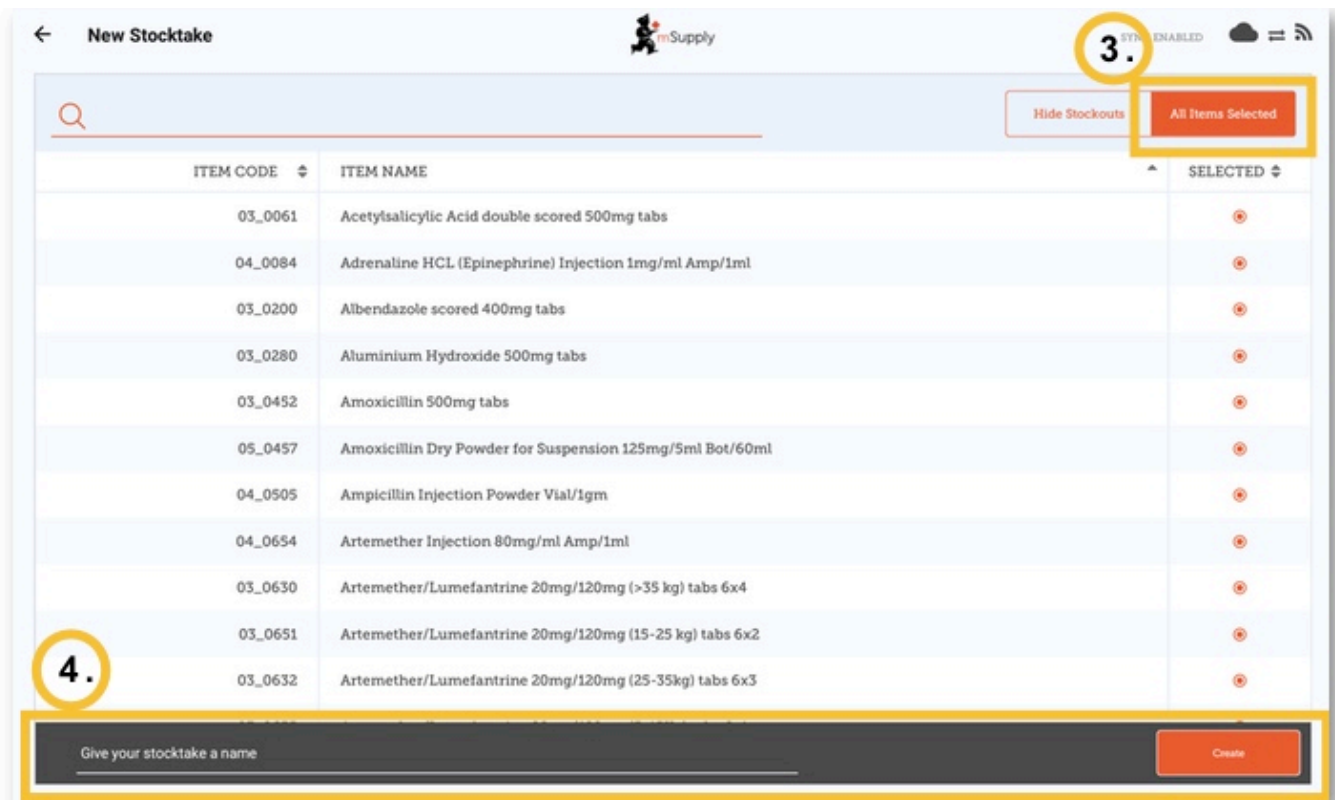 New Stocktake
mSupply
ENABLED
3.
Hide Stockouts
All Items Selected
ITEM CODE ITEM NAME SELECTED
03_0061 Acetylsalicylic Acid double scored 500mg tabs
04_0084 Adrenaline HCL (Epinephrine) Injection 1mg/ml Amp/1ml
03_0200 Albendazole scored 400mg tabs
03_0280 Aluminium Hydroxide 500mg tabs
03_0452 Amoxicillin 500mg tabs
05_0457 Amoxicillin Dry Powder for Suspension 125mg/5ml Bot/60ml
04_0505 Ampicillin Injection Powder Vial/1gm
04_0654 Artemether Injection 80mg/ml Amp/1ml
03_0630 Artemether/Lumefantrine 20mg/120mg (>35 kg) tabs 6x4
03_0651 Artemether/Lumefantrine 20mg/120mg (15-25 kg) tabs 6x2
4.
03_0632 Artemether/Lumefantrine 20mg/120mg (25-35kg) tabs 6x3
Give your stocktake a name
Create